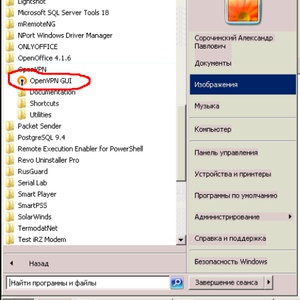 Lightshot
Microsoft SQL Server Tools 18
mRemoteNG
NPort Windows Driver Manager
ONLYOFFICE
OpenOffice 4.1.6
OpenVPN
OpenVPN GUI
Documentation
Shortcuts
Utilities
Packet Sender
PostgreSQL 9.4
Remote Execution Enabler for PowerShell
Revo Uninstaller Pro
RusGuard
Serial Lab
Smart Player
SmartPSS
SolarWinds
TermodatNet
Test iRZ Modem
Назад
Найти программы и файлы
Сорочинский Александр
Павлович
Документы
Изображения
Музыка
Компьютер
Панель управления
Устройства и принтеры
Программы по умолчанию
Администрирование
Справка и поддержка
Безопасность Windows
Завершение сеанса